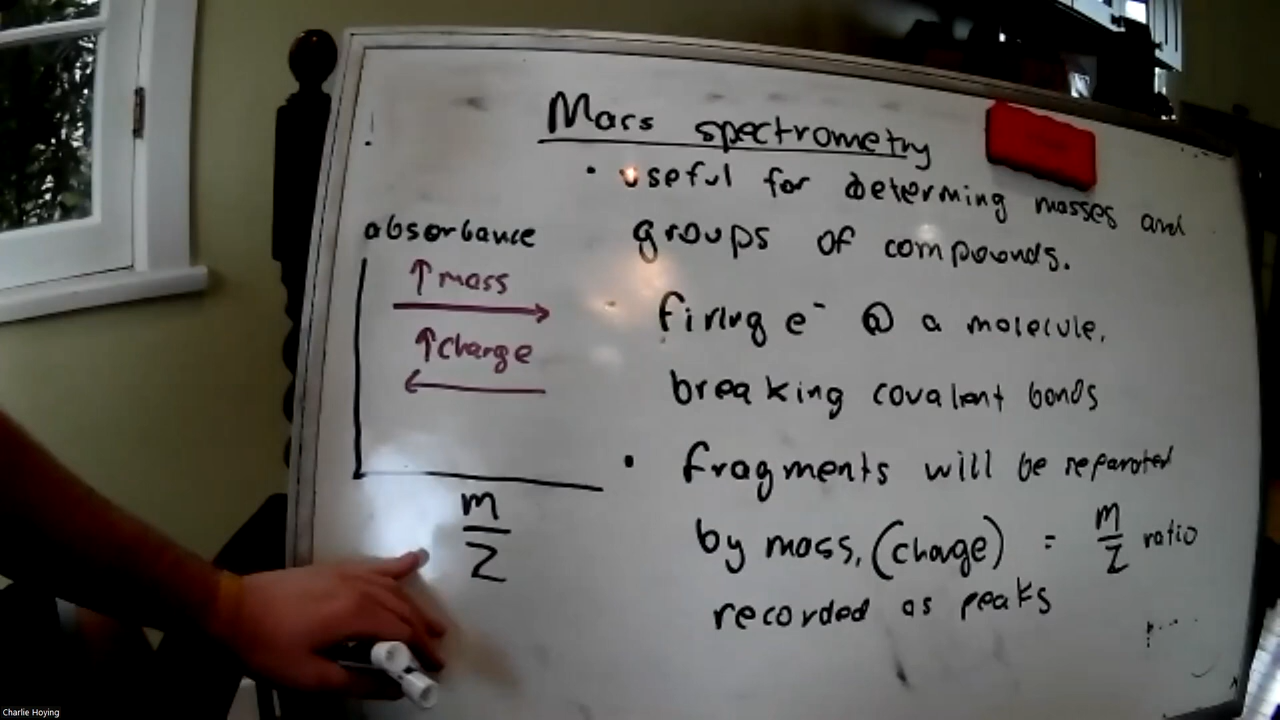 Mass spectrometry
• useful for determing masses and
groups of compounds.
absorbance
↑mass
↑charge
m
Z
• firing e⁻ @ a molecule,
breaking covalent bonds
• fragments will be separated
by mass, (charge) = m/Z ratio
recorded as peaks
Charlie Hoying